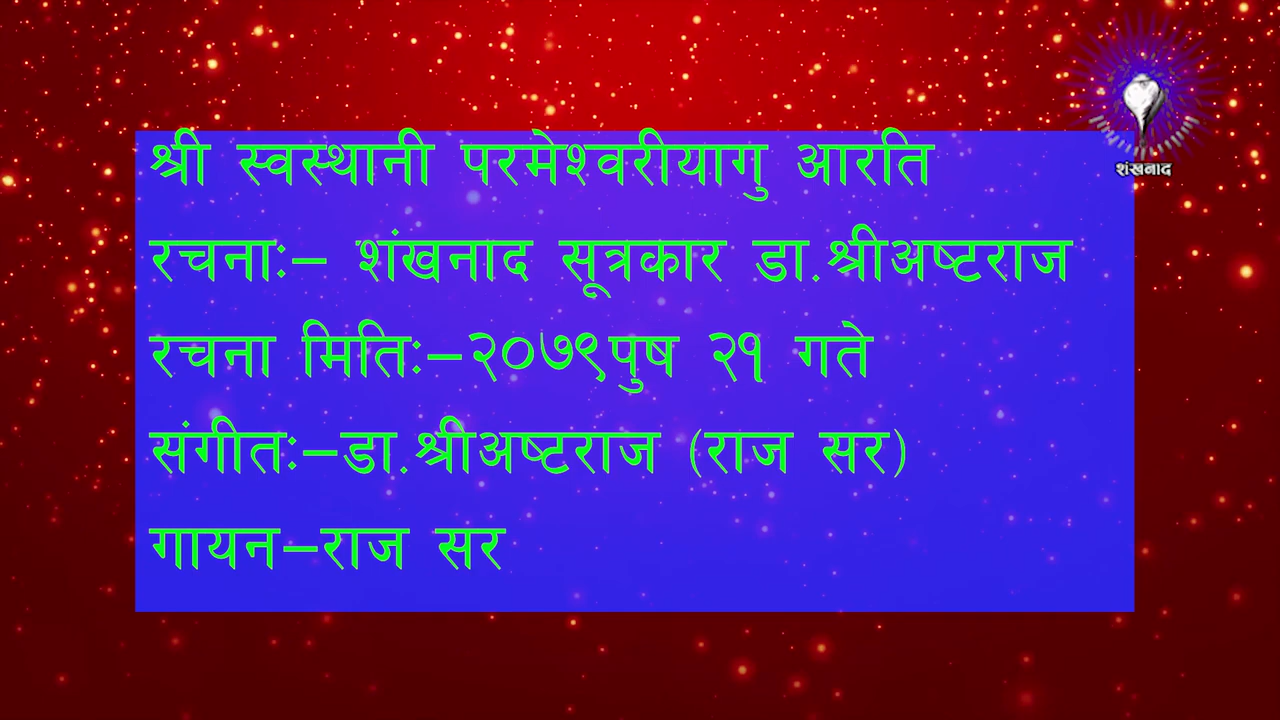 श्री स्वस्थानी परमेश्वरीयागु आरति
रचनाः- शंखनाद सूत्रकार डा.श्रीअष्टराज
रचना मितिः-२०७९पुष २१ गते
संगीतः-डा.श्रीअष्टराज (राज सर)
गायन-राज सर
शंखनाद